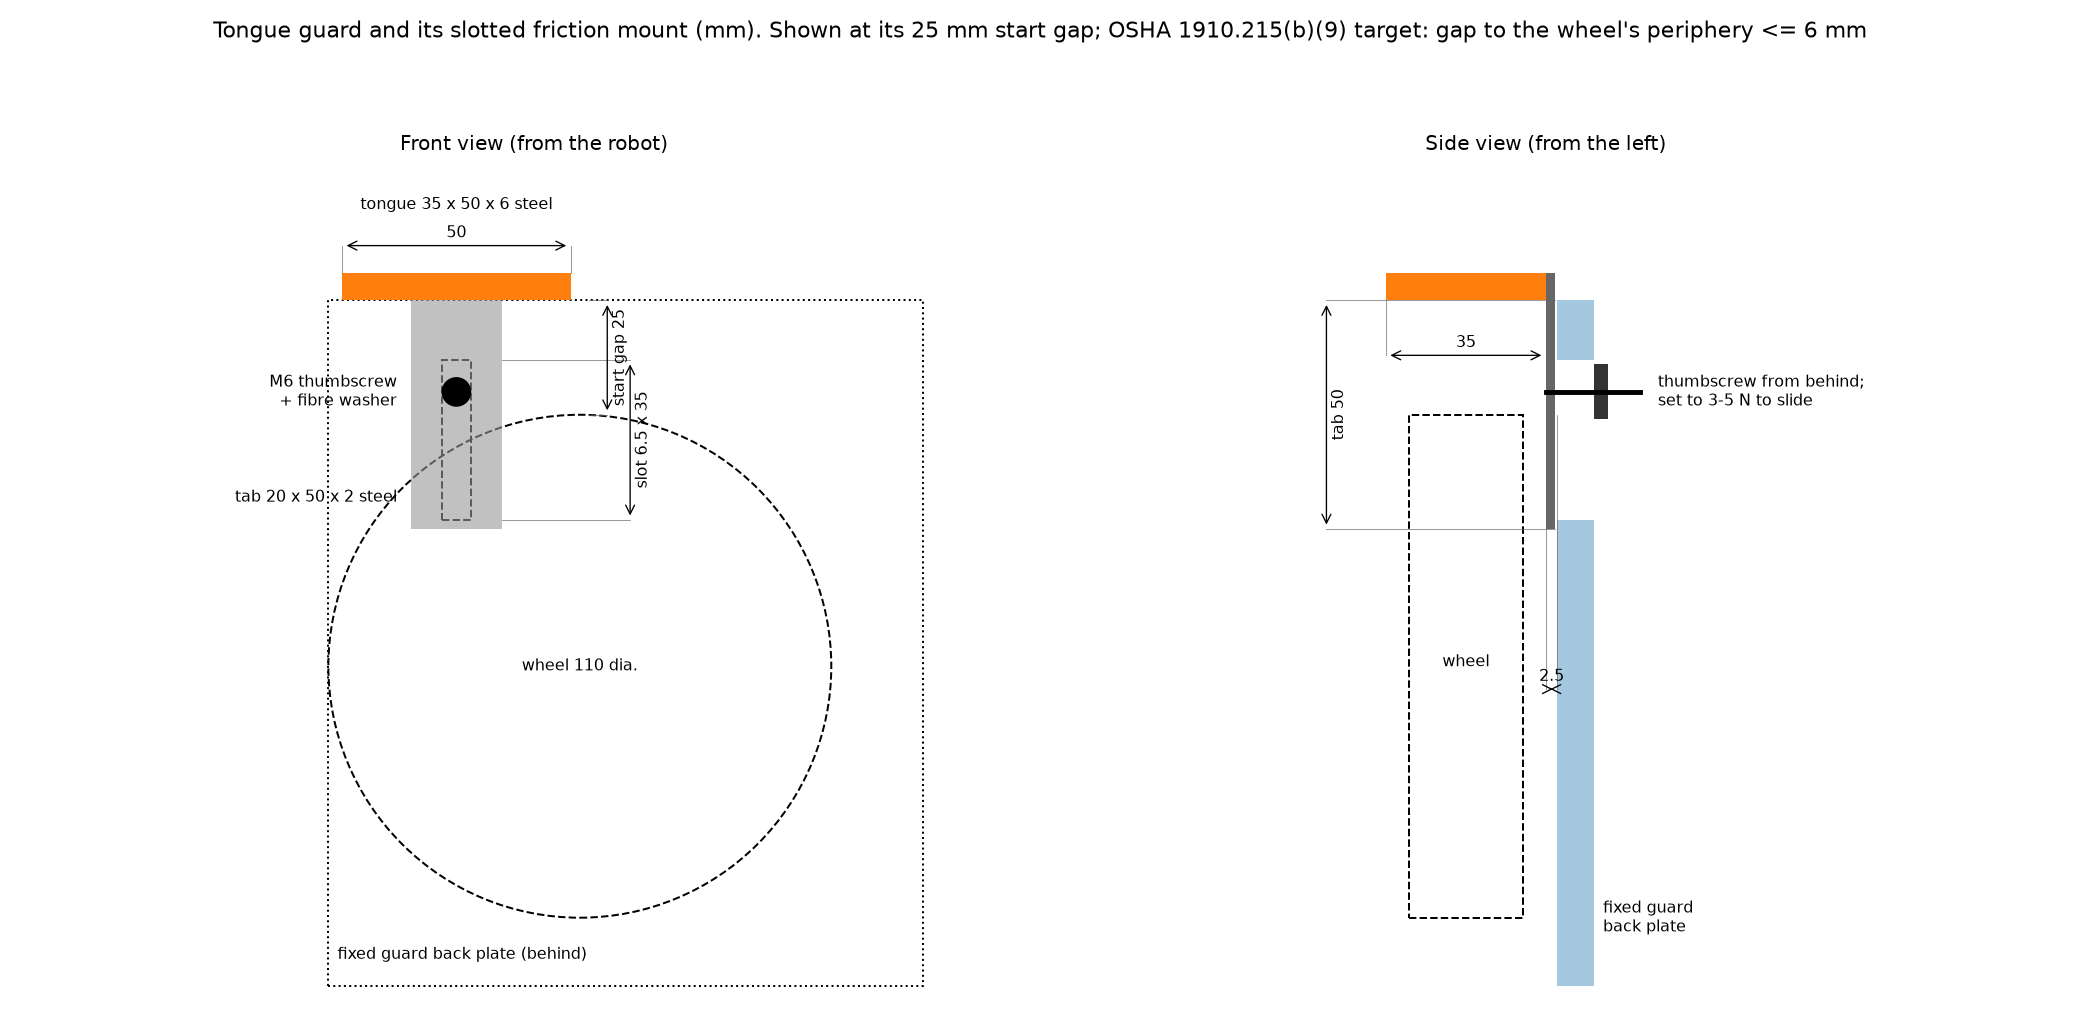 Tongue guard and its slotted friction mount (mm). Shown at its 25 mm start gap; OSHA 1910.215(b)(9) target: gap to the wheel's periphery <= 6 mm
Front view (from the robot)
tongue 35 x 50 x 6 steel
50
start gap 25
M6 thumbscrew
+ fibre washer
slot 6.5 x 35
tab 20 x 50 x 2 steel
wheel 110 dia.
fixed guard back plate (behind)
Side view (from the left)
35
thumbscrew from behind;
set to 3-5 N to slide
tab 50
wheel
2.5
fixed guard
back plate